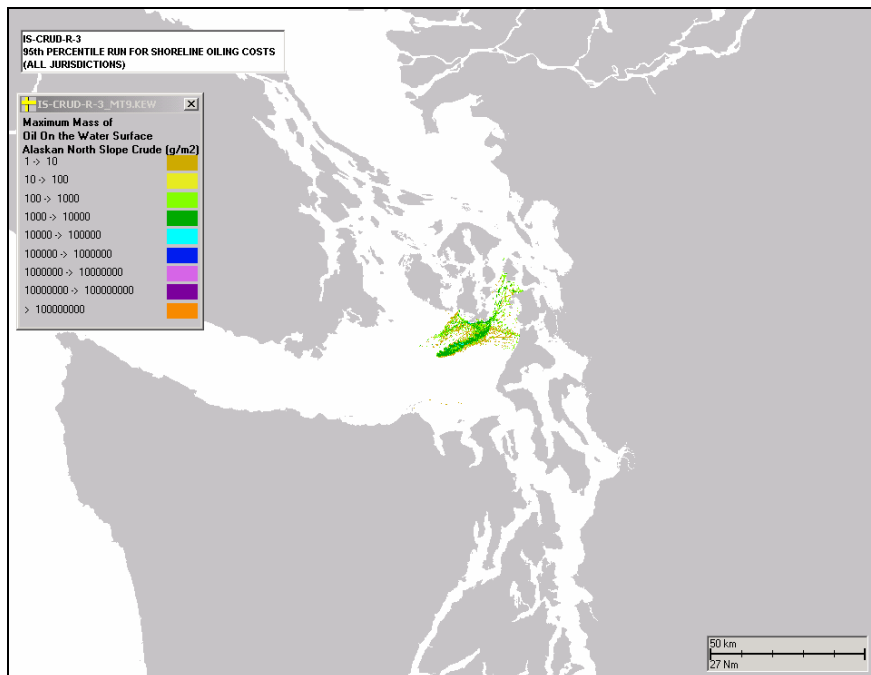 IS-CRUD-R-3
95th PERCENTILE RUN FOR SHORELINE OILING COSTS
(ALL JURISDICTIONS)
IS-CRUD-R-3_MT9.KEW
Maximum Mass of
Oil On the Water Surface
Alaskan North Slope Crude (g/m2)
1 -> 10
10 -> 100
100 -> 1000
1000 -> 10000
10000 -> 100000
100000 -> 1000000
1000000 -> 10000000
10000000 -> 100000000
> 100000000
50 km
27 Nm